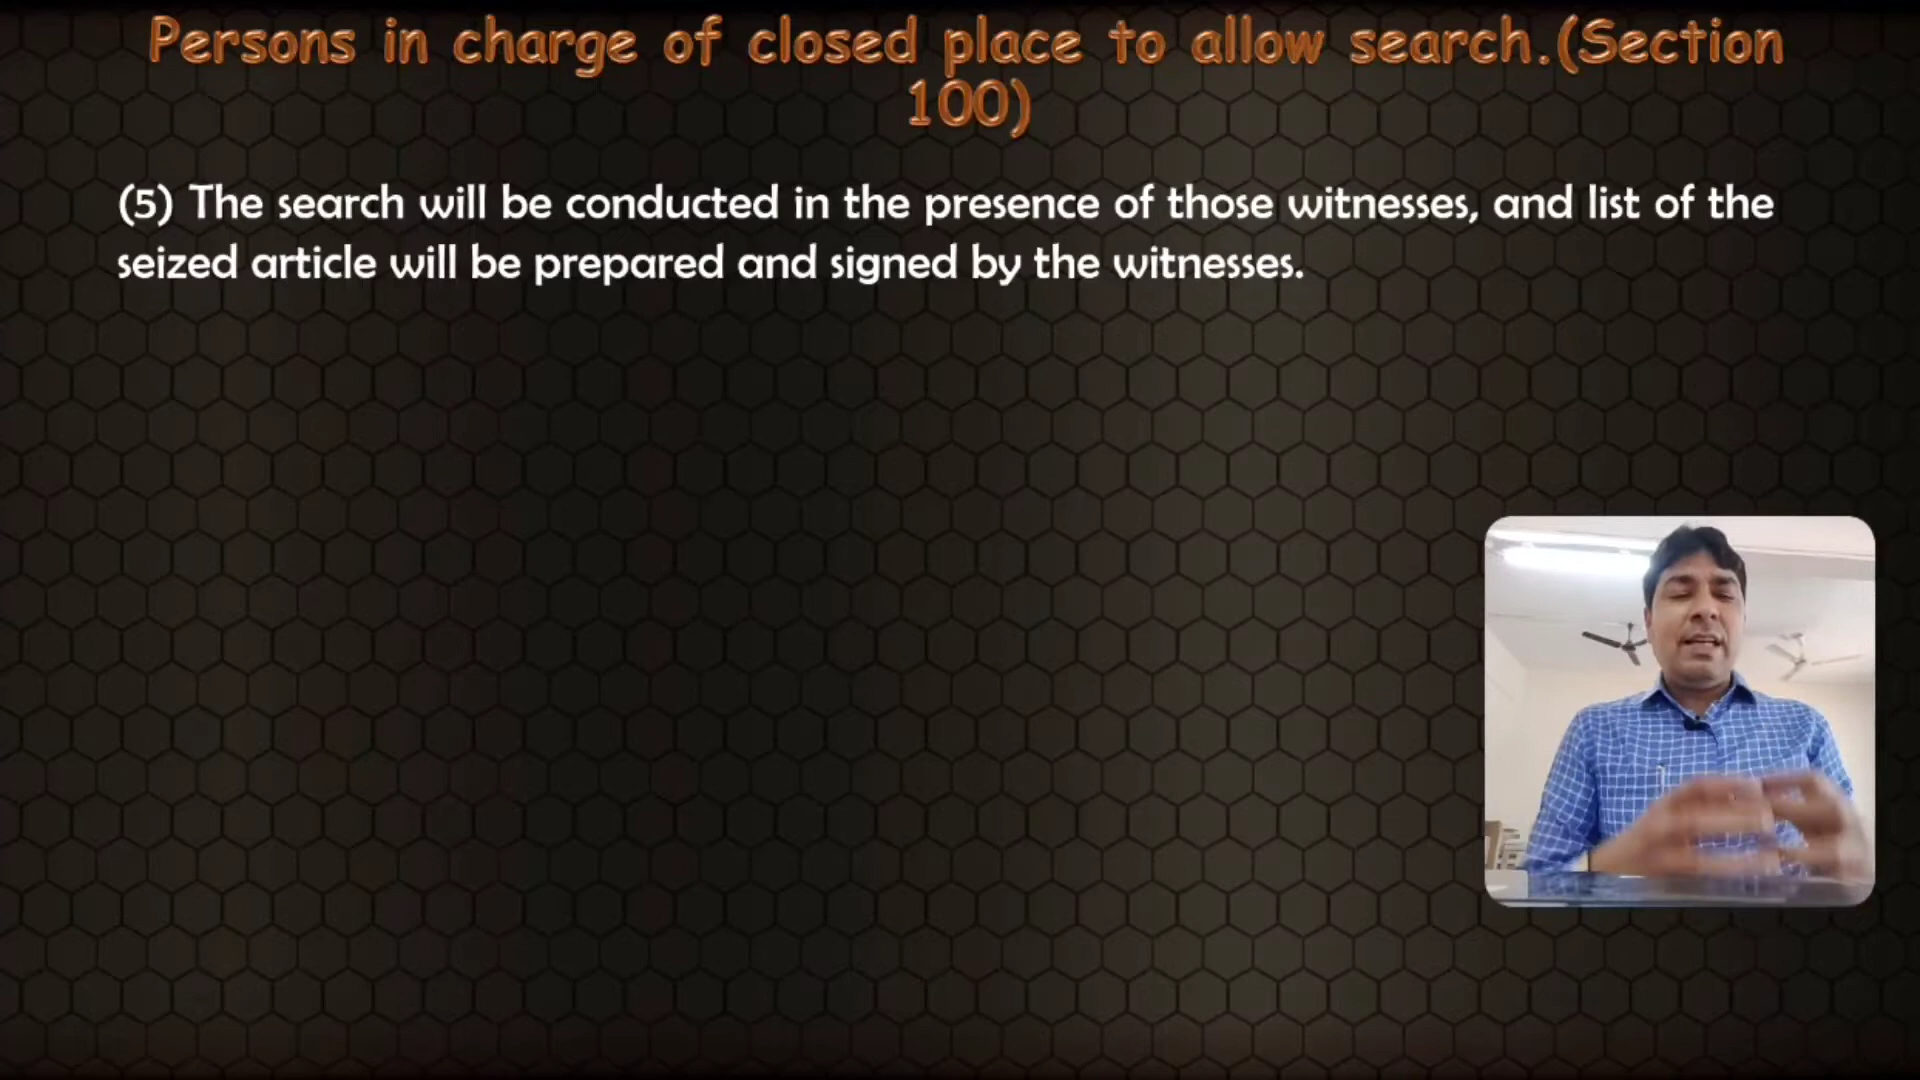 Persons in charge of closed place to allow search.(Section
100)
(5) The search will be conducted in the presence of those witnesses, and list of the
seized article will be prepared and signed by the witnesses.